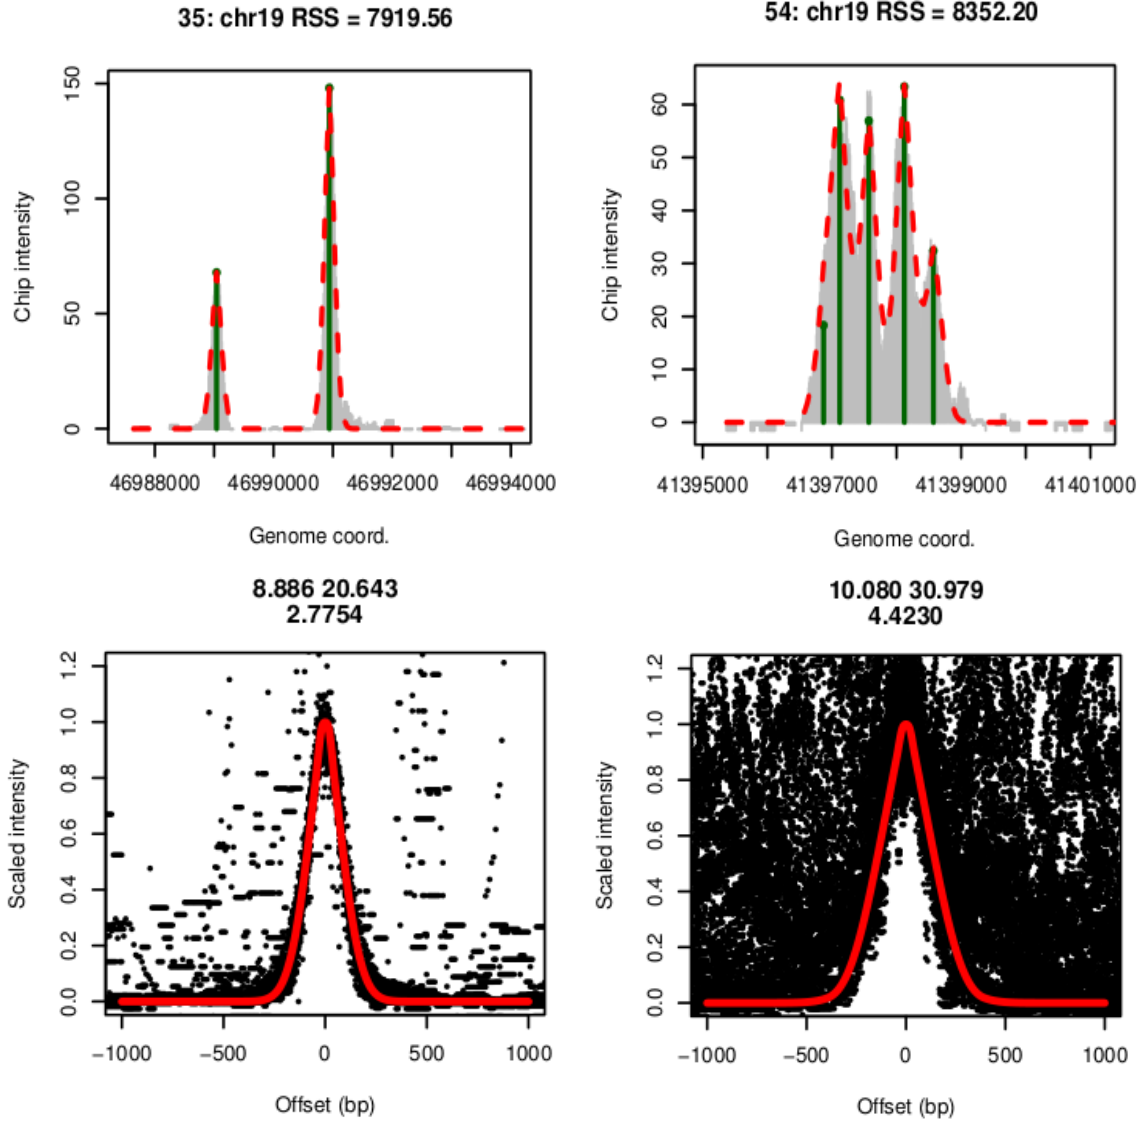 35: chr19 RSS = 7919.56
Chip intensity
150
100
50
0
46988000 46990000 46992000 46994000
Genome coord.
54: chr19 RSS = 8352.20
Chip intensity
60
50
40
30
20
10
0
41395000 41397000 41399000 41401000
Genome coord.
8.886 20.643
2.7754
Scaled intensity
1.2
1.0
0.8
0.6
0.4
0.2
0.0
−1000 −500 0 500 1000
Offset (bp)
10.080 30.979
4.4230
Scaled intensity
1.2
1.0
0.8
0.6
0.4
0.2
0.0
−1000 −500 0 500 1000
Offset (bp)